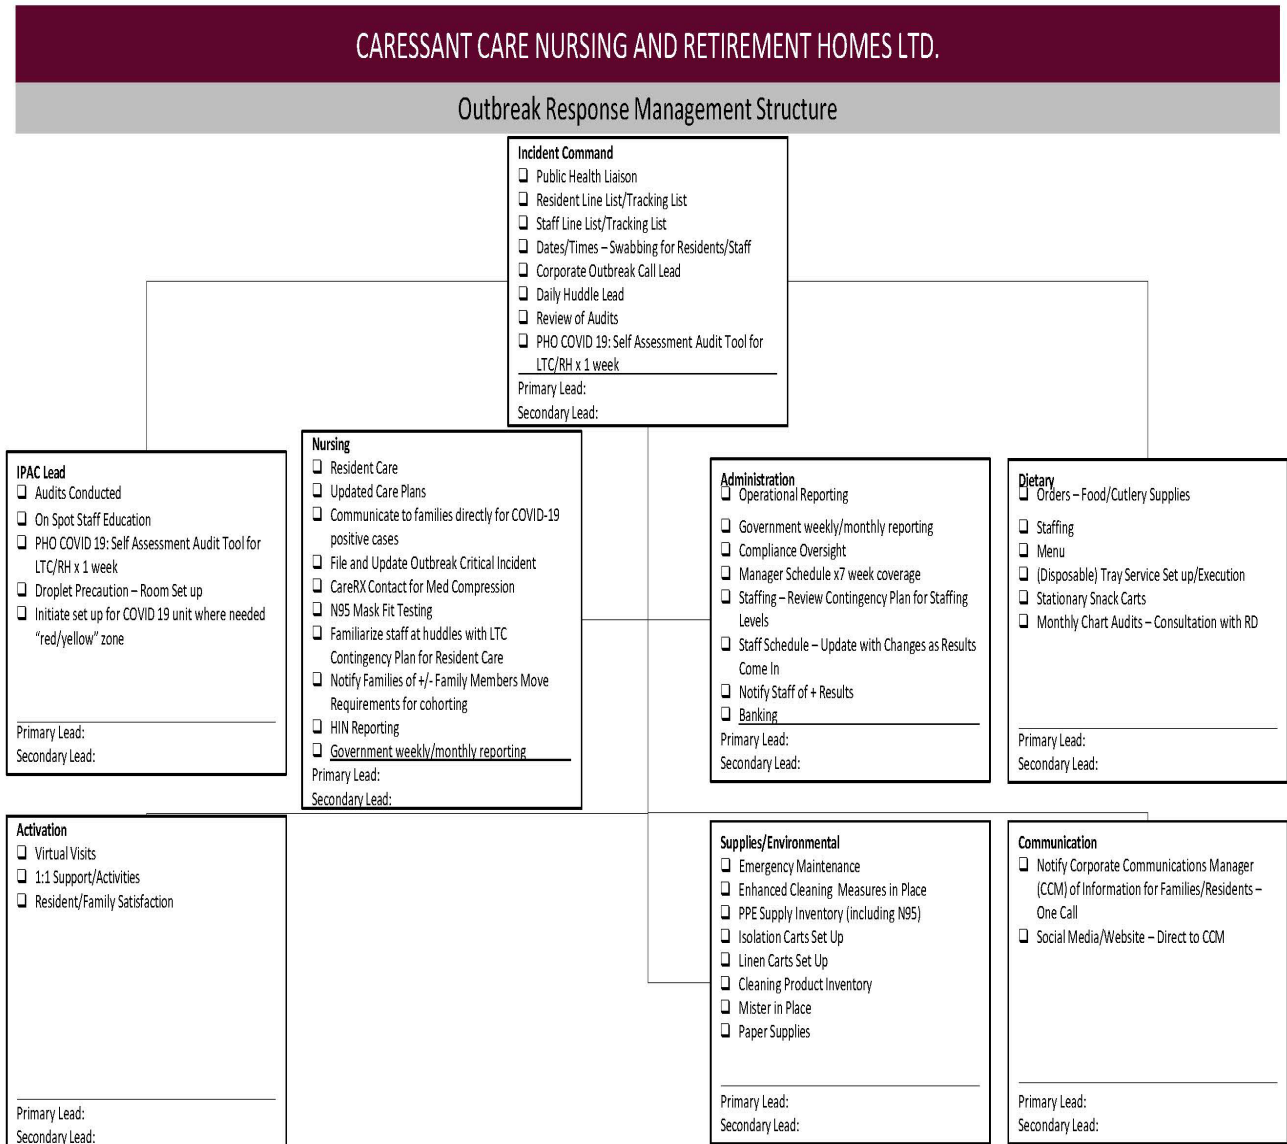 CARESSANT CARE NURSING AND RETIREMENT HOMES LTD.
Outbreak Response Management Structure
Incident Command
❑ Public Health Liaison
❑ Resident Line List/Tracking List
❑ Staff Line List/Tracking List
❑ Dates/Times – Swabbing for Residents/Staff
❑ Corporate Outbreak Call Lead
❑ Daily Huddle Lead
❑ Review of Audits
❑ PHO COVID 19: Self Assessment Audit Tool for
LTC/RH x 1 week
Primary Lead:
Secondary Lead:
IPAC Lead
❑ Audits Conducted
❑ On Spot Staff Education
❑ PHO COVID 19: Self Assessment Audit Tool for
LTC/RH x 1 week
❑ Droplet Precaution – Room Set up
❑ Initiate set up for COVID 19 unit where needed
“red/yellow” zone
Primary Lead:
Secondary Lead:
Nursing
❑ Resident Care
❑ Updated Care Plans
❑ Communicate to families directly for COVID-19
positive cases
❑ File and Update Outbreak Critical Incident
❑ CareRX Contact for Med Compression
❑ N95 Mask Fit Testing
❑ Familiarize staff at huddles with LTC
Contingency Plan for Resident Care
❑ Notify Families of +/- Family Members Move
Requirements for cohorting
❑ HIN Reporting
❑ Government weekly/monthly reporting
Primary Lead:
Secondary Lead:
Administration
❑ Operational Reporting
❑ Government weekly/monthly reporting
❑ Compliance Oversight
❑ Manager Schedule x7 week coverage
❑ Staffing – Review Contingency Plan for Staffing
Levels
❑ Staff Schedule – Update with Changes as Results
Come In
❑ Notify Staff of + Results
❑ Banking
Primary Lead:
Secondary Lead:
Dietary
❑ Orders – Food/Cutlery Supplies
❑ Staffing
❑ Menu
❑ (Disposable) Tray Service Set up/Execution
❑ Stationary Snack Carts
❑ Monthly Chart Audits – Consultation with RD
Primary Lead:
Secondary Lead:
Activation
❑ Virtual Visits
❑ 1:1 Support/Activities
❑ Resident/Family Satisfaction
Primary Lead:
Secondary Lead:
Supplies/Environmental
❑ Emergency Maintenance
❑ Enhanced Cleaning Measures in Place
❑ PPE Supply Inventory (including N95)
❑ Isolation Carts Set Up
❑ Linen Carts Set Up
❑ Cleaning Product Inventory
❑ Mister in Place
❑ Paper Supplies
Primary Lead:
Secondary Lead:
Communication
❑ Notify Corporate Communications Manager
(CCM) of Information for Families/Residents –
One Call
❑ Social Media/Website – Direct to CCM
Primary Lead:
Secondary Lead: